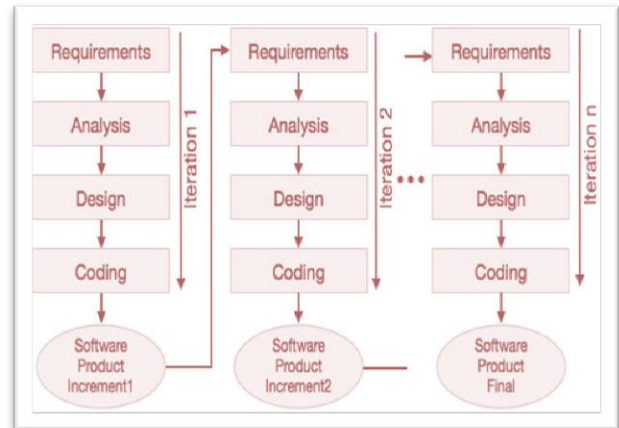 Requirements
Analysis
Design
Coding
Software
Product
Increment1
Iteration 1
Requirements
Analysis
Design
Coding
Software
Product
Increment2
Iteration 2
Requirements
Analysis
Design
Coding
Software
Product
Final
Iteration n